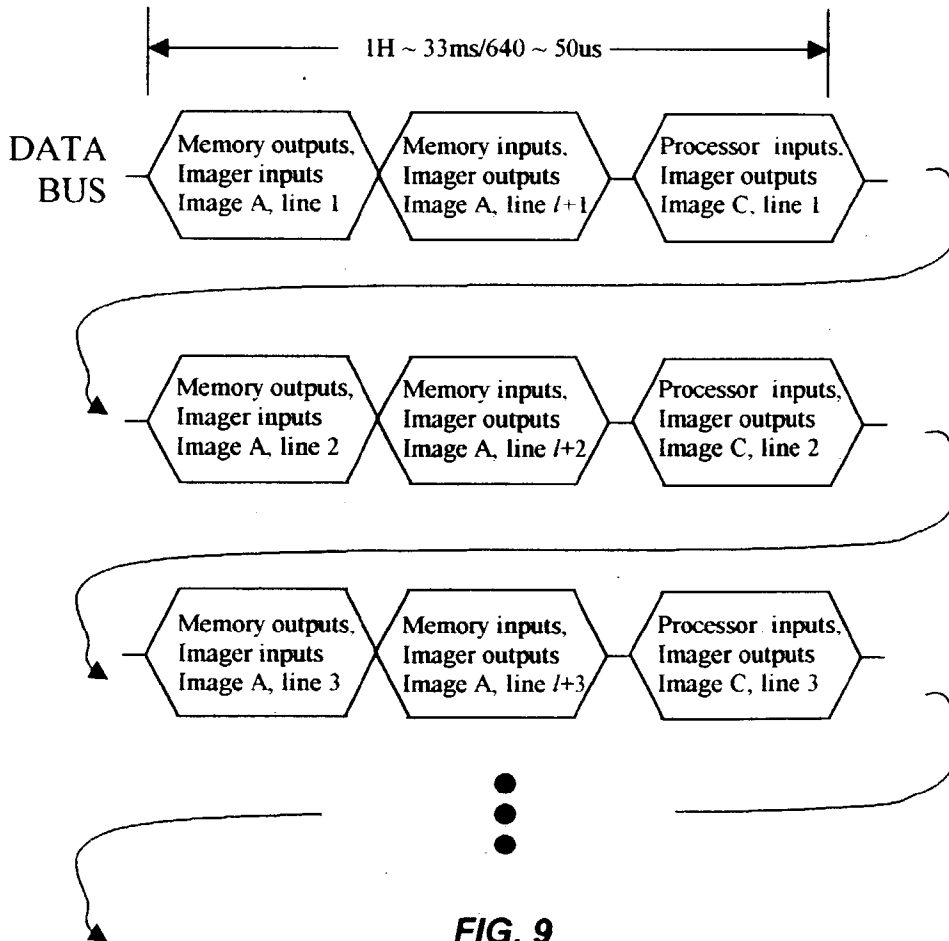 1H ~ 33ms/640 ~ 50us
DATA
BUS
Memory outputs,
Imager inputs
Image A, line 1
Memory inputs,
Imager outputs
Image A, line l+1
Processor inputs,
Imager outputs
Image C, line 1
Memory outputs,
Imager inputs
Image A, line 2
Memory inputs,
Imager outputs
Image A, line l+2
Processor inputs,
Imager outputs
Image C, line 2
Memory outputs,
Imager inputs
Image A, line 3
Memory inputs,
Imager outputs
Image A, line l+3
Processor inputs,
Imager outputs
Image C, line 3
FIG. 9